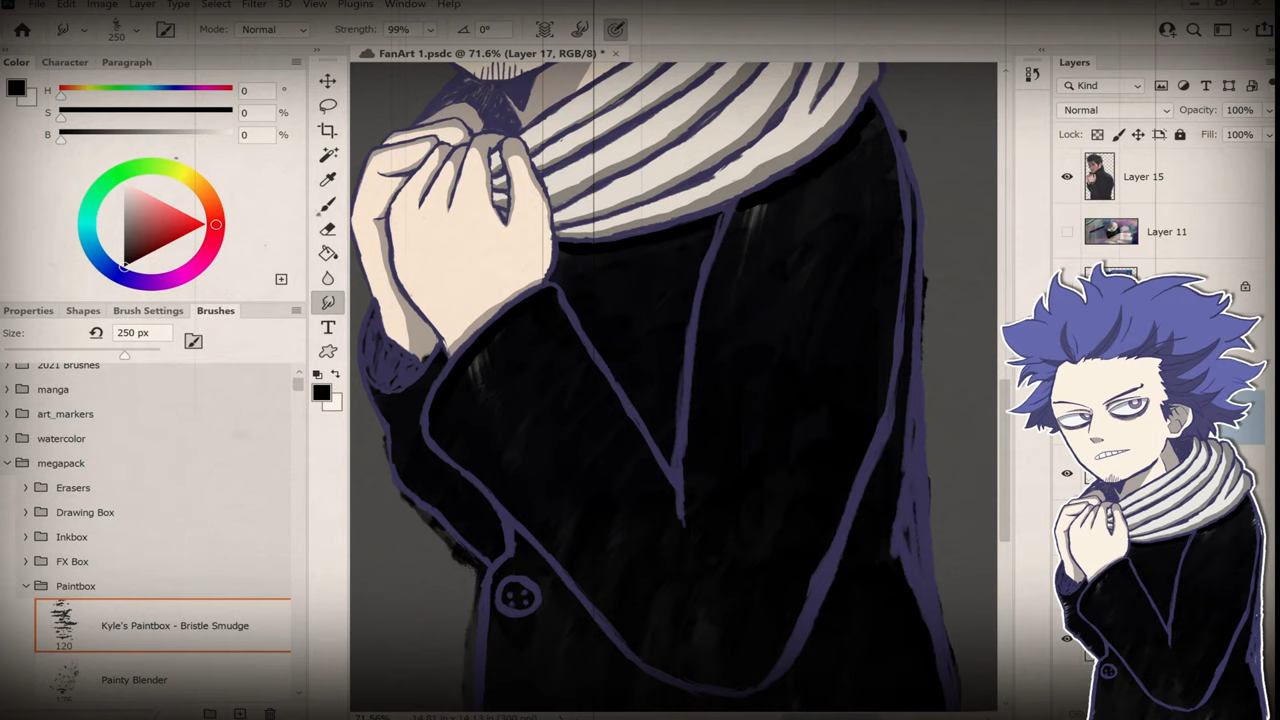 File Edit Image Layer Type Select Filter 3D View Plugins Window Help
250 Mode: Normal Strength: 99% 0°
FanArt 1.psdc @ 71.6% (Layer 17, RGB/8) * ×
Color Character Paragraph
H 0 °
S 0 %
B 0 %
Properties Shapes Brush Settings Brushes
Size: 250 px
2021 Brushes
manga
art_markers
watercolor
megapack
Erasers
Drawing Box
Inkbox
FX Box
Paintbox
Kyle's Paintbox - Bristle Smudge
120
Painty Blender
Layers
Kind
Normal Opacity: 100%
Lock: Fill: 100%
Layer 15
Layer 11
71.56%